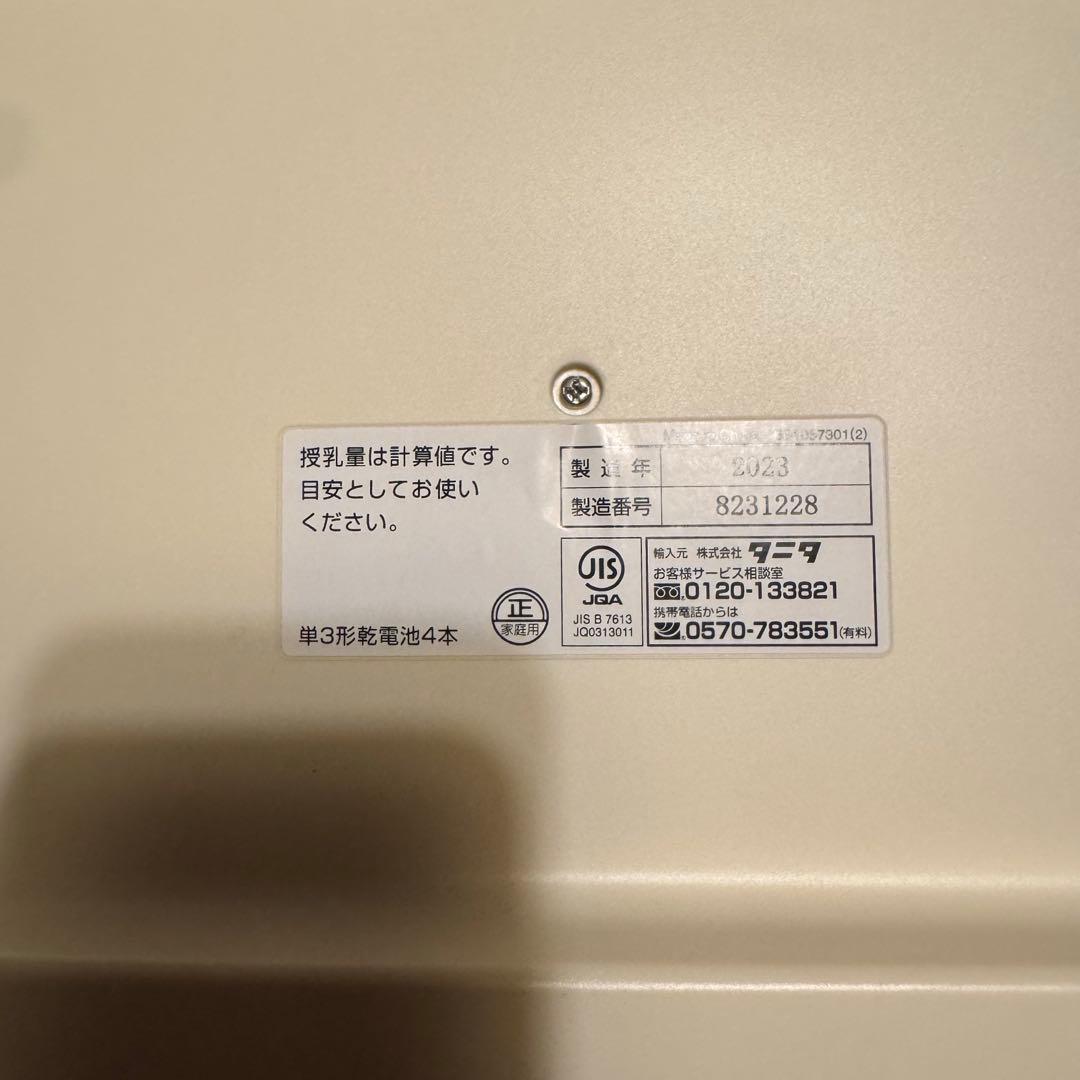 授乳量は計算値です。
目安としてお使い
ください。
単3形乾電池4本
正
家庭用
製造年 2023
製造番号 8231228
JIS
JQA
JIS B 7613
JQ0313011
輸入元 株式会社 タニタ
お客様サービス相談室
0120-133821
携帯電話からは
0570-783551(有料)